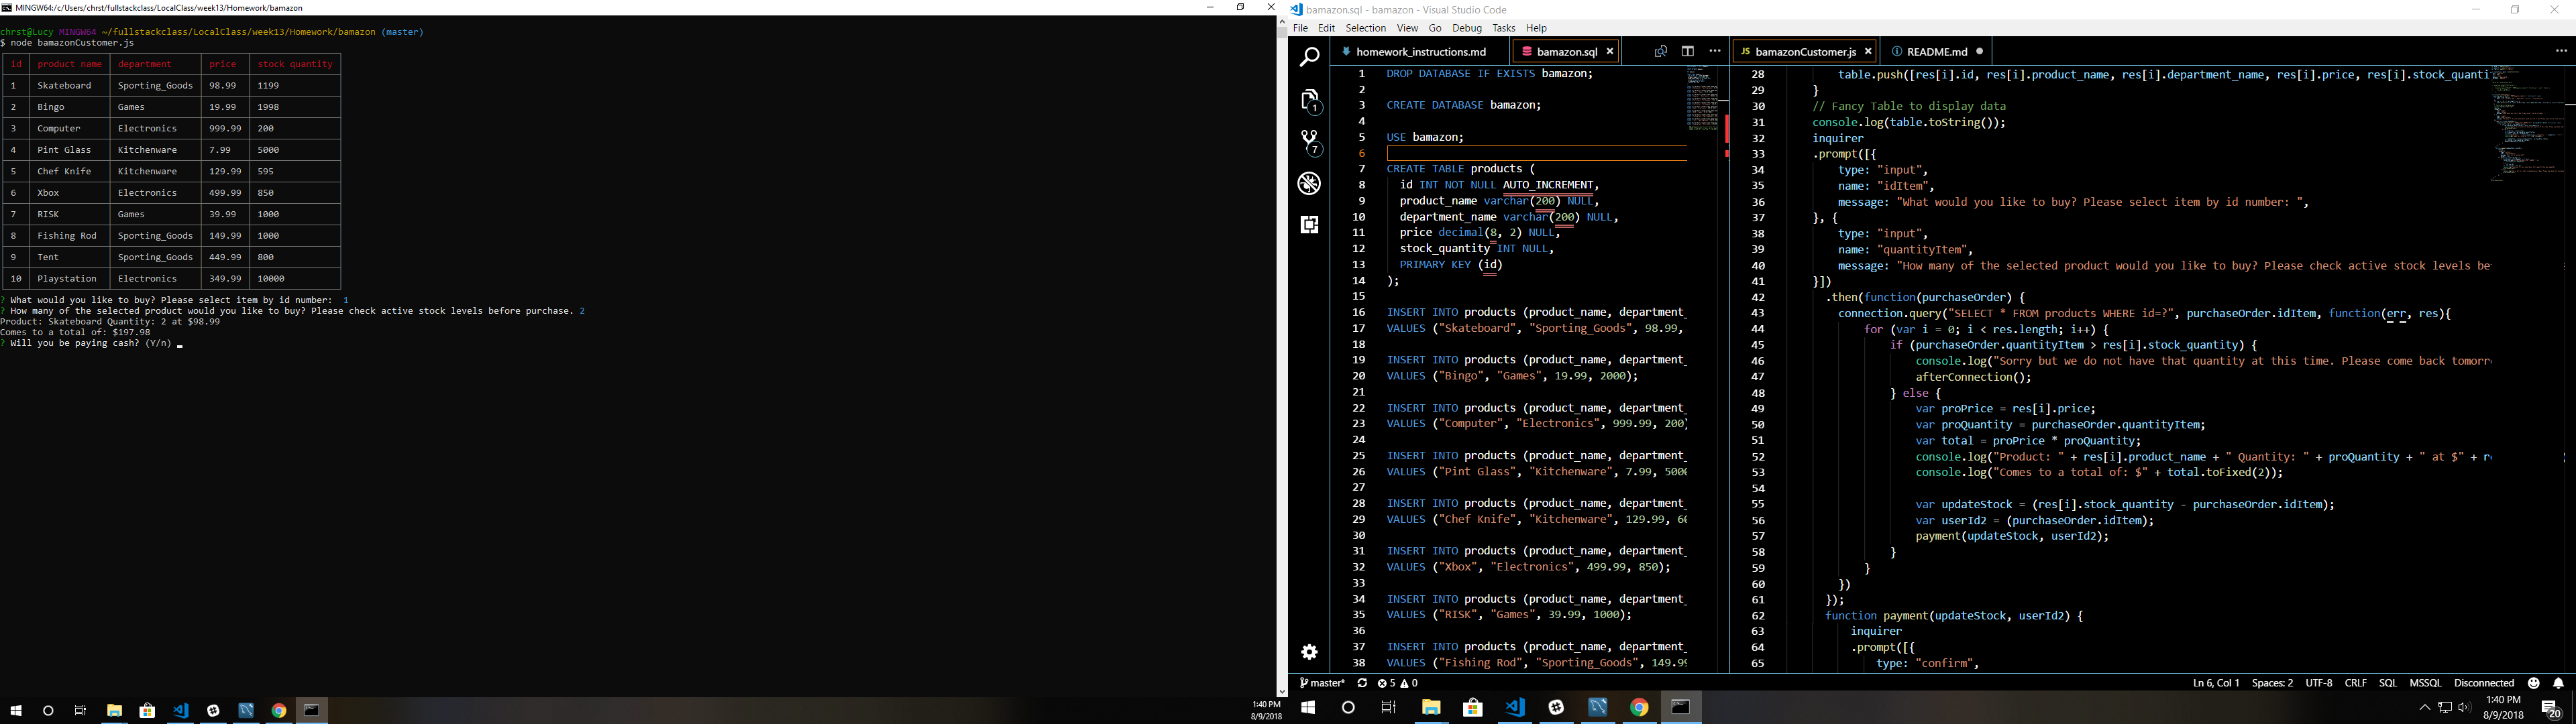 MINGW64:/c/Users/chrst/fullstackclass/LocalClass/week13/Homework/bamazon
chrst@Lucy MINGW64 ~/fullstackclass/LocalClass/week13/Homework/bamazon (master)
$ node bamazonCustomer.js
id product name department price stock quantity
1 Skateboard Sporting_Goods 98.99 1199
2 Bingo Games 19.99 1998
3 Computer Electronics 999.99 200
4 Pint Glass Kitchenware 7.99 5000
5 Chef Knife Kitchenware 129.99 595
6 Xbox Electronics 499.99 850
7 RISK Games 39.99 1000
8 Fishing Rod Sporting_Goods 149.99 1000
9 Tent Sporting_Goods 449.99 800
10 Playstation Electronics 349.99 10000
? What would you like to buy? Please select item by id number: 1
? How many of the selected product would you like to buy? Please check active stock levels before purchase. 2
Product: Skateboard Quantity: 2 at $98.99
Comes to a total of: $197.98
? Will you be paying cash? (Y/n)
1:40 PM
8/9/2018
bamazon.sql - bamazon - Visual Studio Code
File Edit Selection View Go Debug Tasks Help
1
7
homework_instructions.md
bamazon.sql
1 DROP DATABASE IF EXISTS bamazon;
2
3 CREATE DATABASE bamazon;
4
5 USE bamazon;
6
7 CREATE TABLE products (
8 id INT NOT NULL AUTO_INCREMENT,
9 product_name varchar(200) NULL,
10 department_name varchar(200) NULL,
11 price decimal(8, 2) NULL,
12 stock_quantity INT NULL,
13 PRIMARY KEY (id)
14 );
15
16 INSERT INTO products (product_name, department_
17 VALUES ("Skateboard", "Sporting_Goods", 98.99,
18
19 INSERT INTO products (product_name, department_
20 VALUES ("Bingo", "Games", 19.99, 2000);
21
22 INSERT INTO products (product_name, department_
23 VALUES ("Computer", "Electronics", 999.99, 200)
24
25 INSERT INTO products (product_name, department_
26 VALUES ("Pint Glass", "Kitchenware", 7.99, 5000
27
28 INSERT INTO products (product_name, department_
29 VALUES ("Chef Knife", "Kitchenware", 129.99, 60
30
31 INSERT INTO products (product_name, department_
32 VALUES ("Xbox", "Electronics", 499.99, 850);
33
34 INSERT INTO products (product_name, department_
35 VALUES ("RISK", "Games", 39.99, 1000);
36
37 INSERT INTO products (product_name, department_
38 VALUES ("Fishing Rod", "Sporting_Goods", 149.99
JS bamazonCustomer.js
README.md
28 table.push([res[i].id, res[i].product_name, res[i].department_name, res[i].price, res[i].stock_quanti
29 }
30 // Fancy Table to display data
31 console.log(table.toString());
32 inquirer
33 .prompt([{
34 type: "input",
35 name: "idItem",
36 message: "What would you like to buy? Please select item by id number: ",
37 }, {
38 type: "input",
39 name: "quantityItem",
40 message: "How many of the selected product would you like to buy? Please check active stock levels be
41 }])
42 .then(function(purchaseOrder) {
43 connection.query("SELECT * FROM products WHERE id=?", purchaseOrder.idItem, function(err, res){
44 for (var i = 0; i < res.length; i++) {
45 if (purchaseOrder.quantityItem > res[i].stock_quantity) {
46 console.log("Sorry but we do not have that quantity at this time. Please come back tomorr
47 afterConnection();
48 } else {
49 var proPrice = res[i].price;
50 var proQuantity = purchaseOrder.quantityItem;
51 var total = proPrice * proQuantity;
52 console.log("Product: " + res[i].product_name + " Quantity: " + proQuantity + " at $" + r
53 console.log("Comes to a total of: $" + total.toFixed(2));
54
55 var updateStock = (res[i].stock_quantity - purchaseOrder.idItem);
56 var userId2 = (purchaseOrder.idItem);
57 payment(updateStock, userId2);
58 }
59 }
60 })
61 });
62 function payment(updateStock, userId2) {
63 inquirer
64 .prompt([{
65 type: "confirm",
master* 5 0
Ln 6, Col 1 Spaces: 2 UTF-8 CRLF SQL MSSQL Disconnected
1:40 PM
8/9/2018
20